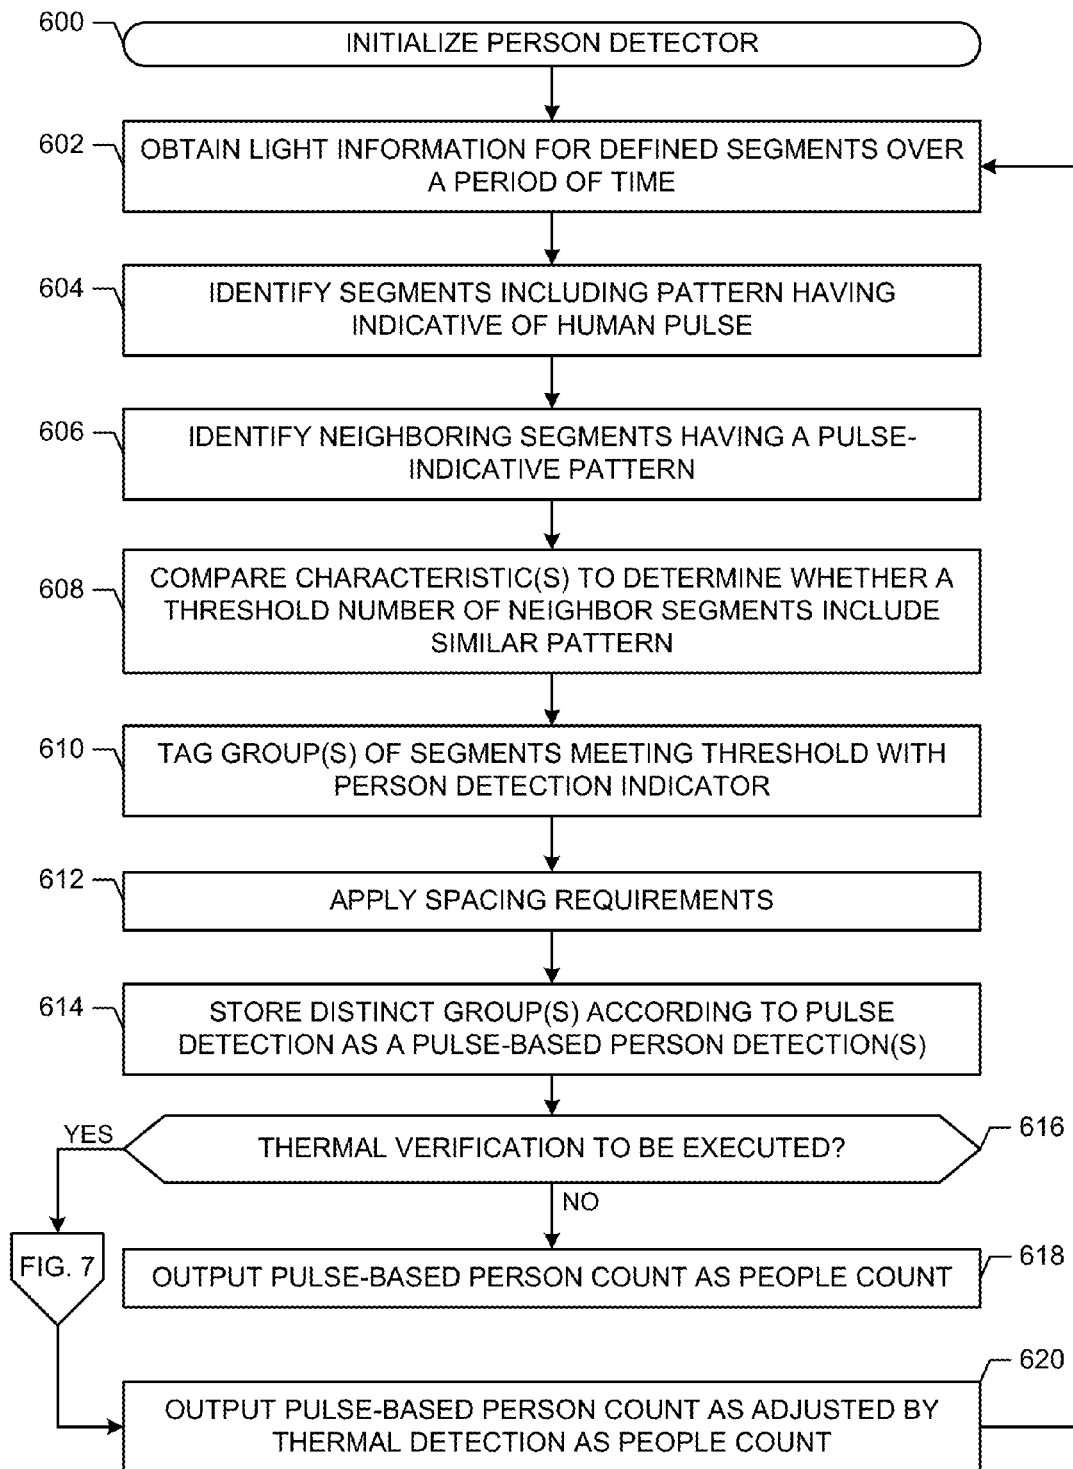 600
INITIALIZE PERSON DETECTOR
602
OBTAIN LIGHT INFORMATION FOR DEFINED SEGMENTS OVER
A PERIOD OF TIME
604
IDENTIFY SEGMENTS INCLUDING PATTERN HAVING
INDICATIVE OF HUMAN PULSE
606
IDENTIFY NEIGHBORING SEGMENTS HAVING A PULSE-
INDICATIVE PATTERN
608
COMPARE CHARACTERISTIC(S) TO DETERMINE WHETHER A
THRESHOLD NUMBER OF NEIGHBOR SEGMENTS INCLUDE
SIMILAR PATTERN
610
TAG GROUP(S) OF SEGMENTS MEETING THRESHOLD WITH
PERSON DETECTION INDICATOR
612
APPLY SPACING REQUIREMENTS
614
STORE DISTINCT GROUP(S) ACCORDING TO PULSE
DETECTION AS A PULSE-BASED PERSON DETECTION(S)
616
YES
THERMAL VERIFICATION TO BE EXECUTED?
NO
FIG. 7
618
OUTPUT PULSE-BASED PERSON COUNT AS PEOPLE COUNT
620
OUTPUT PULSE-BASED PERSON COUNT AS ADJUSTED BY
THERMAL DETECTION AS PEOPLE COUNT